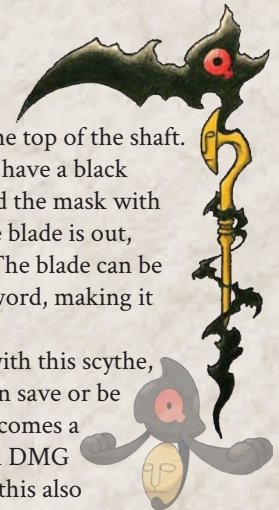 ne top of the shaft.
have a black
d the mask with
e blade is out,
The blade can be
word, making it
with this scythe,
n save or be
comes a
DMG
this also